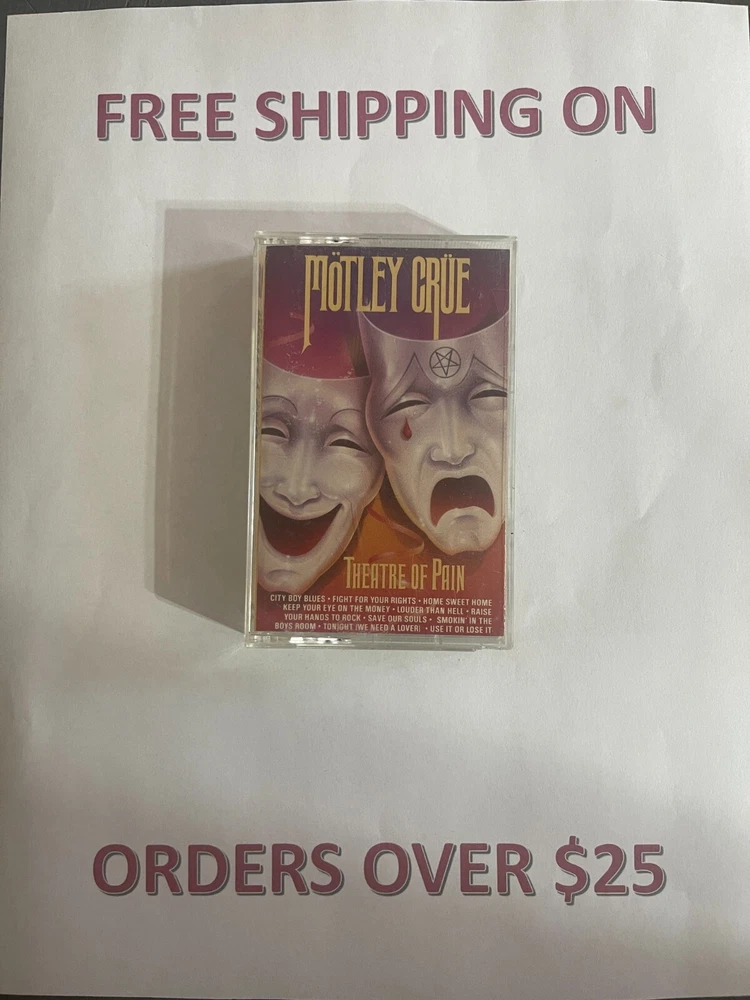 FREE SHIPPING ON
MÖTLEY CRÜE
THEATRE OF PAIN
CITY BOY BLUES • FIGHT FOR YOUR RIGHTS • HOME SWEET HOME
KEEP YOUR EYE ON THE MONEY • LOUDER THAN HELL • RAISE
YOUR HANDS TO ROCK • SAVE OUR SOULS • SMOKIN' IN THE
BOYS ROOM • TONIGHT (WE NEED A LOVER) • USE IT OR LOSE IT
ORDERS OVER $25